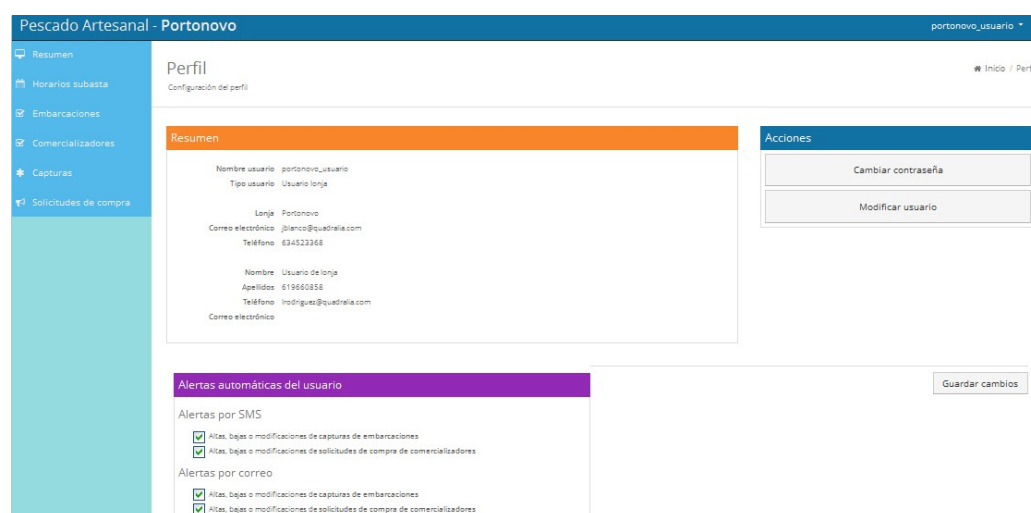 Pescado Artesanal - Portonovo
portonovo_usuario
Resumen
Horarios subasta
Embarcaciones
Comercializadores
Capturas
Solicitudes de compra
Perfil
Configuración del perfil
Inicio / Perf
Resumen
Nombre usuario portonovo_usuario
Tipo usuario Usuario lonja
Lonja Portonovo
Correo electrónico jblanco@quadralia.com
Teléfono 634523368
Nombre Usuario de lonja
Apellidos 619660858
Teléfono lrodriguez@quadralia.com
Correo electrónico
Acciones
Cambiar contraseña
Modificar usuario
Alertas automáticas del usuario
Alertas por SMS
Altas, bajas o modificaciones de capturas de embarcaciones
Altas, bajas o modificaciones de solicitudes de compra de comercializadores
Alertas por correo
Altas, bajas o modificaciones de capturas de embarcaciones
Altas, bajas o modificaciones de solicitudes de compra de comercializadores
Guardar cambios